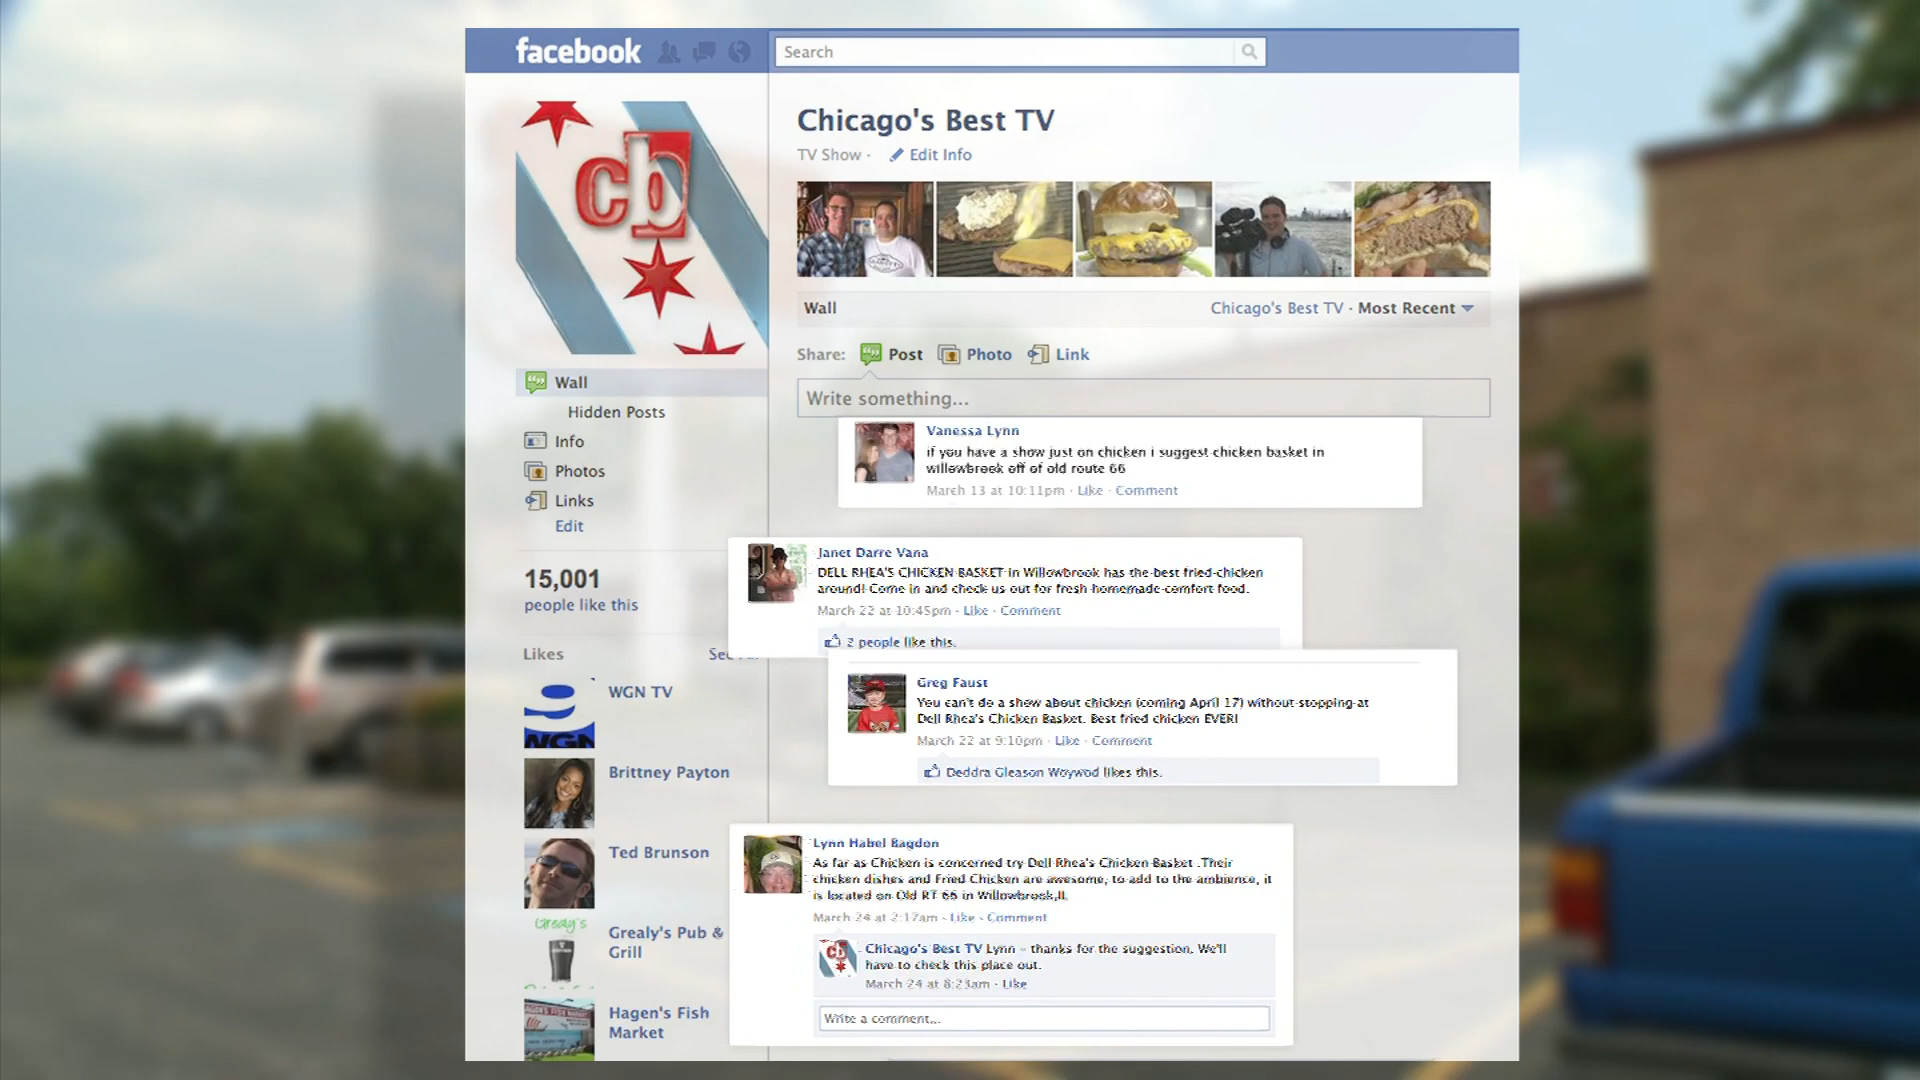 facebook
Search
cb
Chicago's Best TV
TV Show · Edit Info
Wall
Chicago's Best TV · Most Recent
Share: Post Photo Link
Write something...
Wall
Hidden Posts
Info
Photos
Links
Edit
15,001
people like this
Likes
See
WGN TV
WGN
Brittney Payton
Ted Brunson
Grealy's Pub &
Grill
Hagen's Fish
Market
Vanessa Lynn
if you have a show just on chicken i suggest chicken basket in
willowbrook off of old route 66
March 13 at 10:11pm · Like · Comment
Janet Darre Vana
DELL RHEA'S CHICKEN BASKET in Willowbrook has the best fried chicken
around! Come in and check us out for fresh homemade comfort food.
March 22 at 10:45pm · Like · Comment
2 people like this.
Greg Faust
You can't do a show about chicken (coming April 17) without stopping at
Dell Rhea's Chicken Basket. Best fried chicken EVER!
March 22 at 9:10pm · Like · Comment
Deddra Gleason Woywod likes this.
Lynn Habel Bagdon
As far as Chicken is concerned try Dell Rhea's Chicken Basket .Their
chicken dishes and Fried Chicken are awesome, to add to the ambience, it
is located on Old RT 66 in Willowbrook,IL
March 24 at 2:17am · Like · Comment
Chicago's Best TV Lynn - thanks for the suggestion. We'll
have to check this place out.
March 24 at 8:23am · Like
Write a comment...